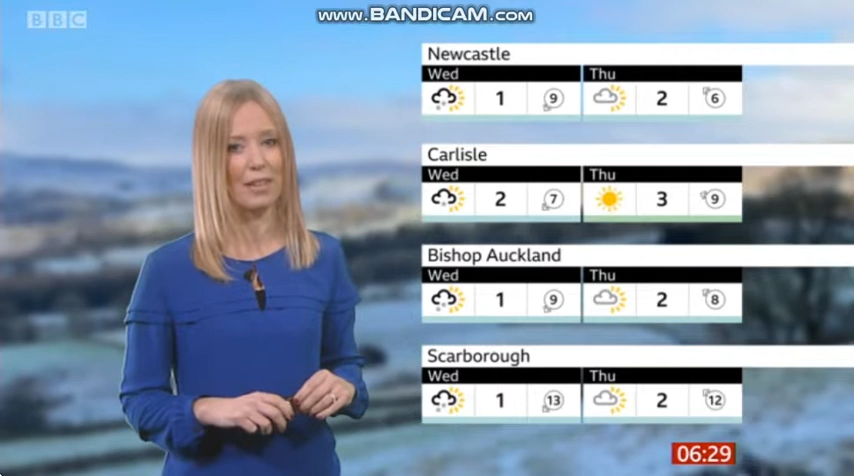 BBC
www.BANDICAM.com
Newcastle
Wed Thu
1 9 2 6
Carlisle
Wed Thu
2 7 3 9
Bishop Auckland
Wed Thu
1 9 2 8
Scarborough
Wed Thu
1 13 2 12
06:29